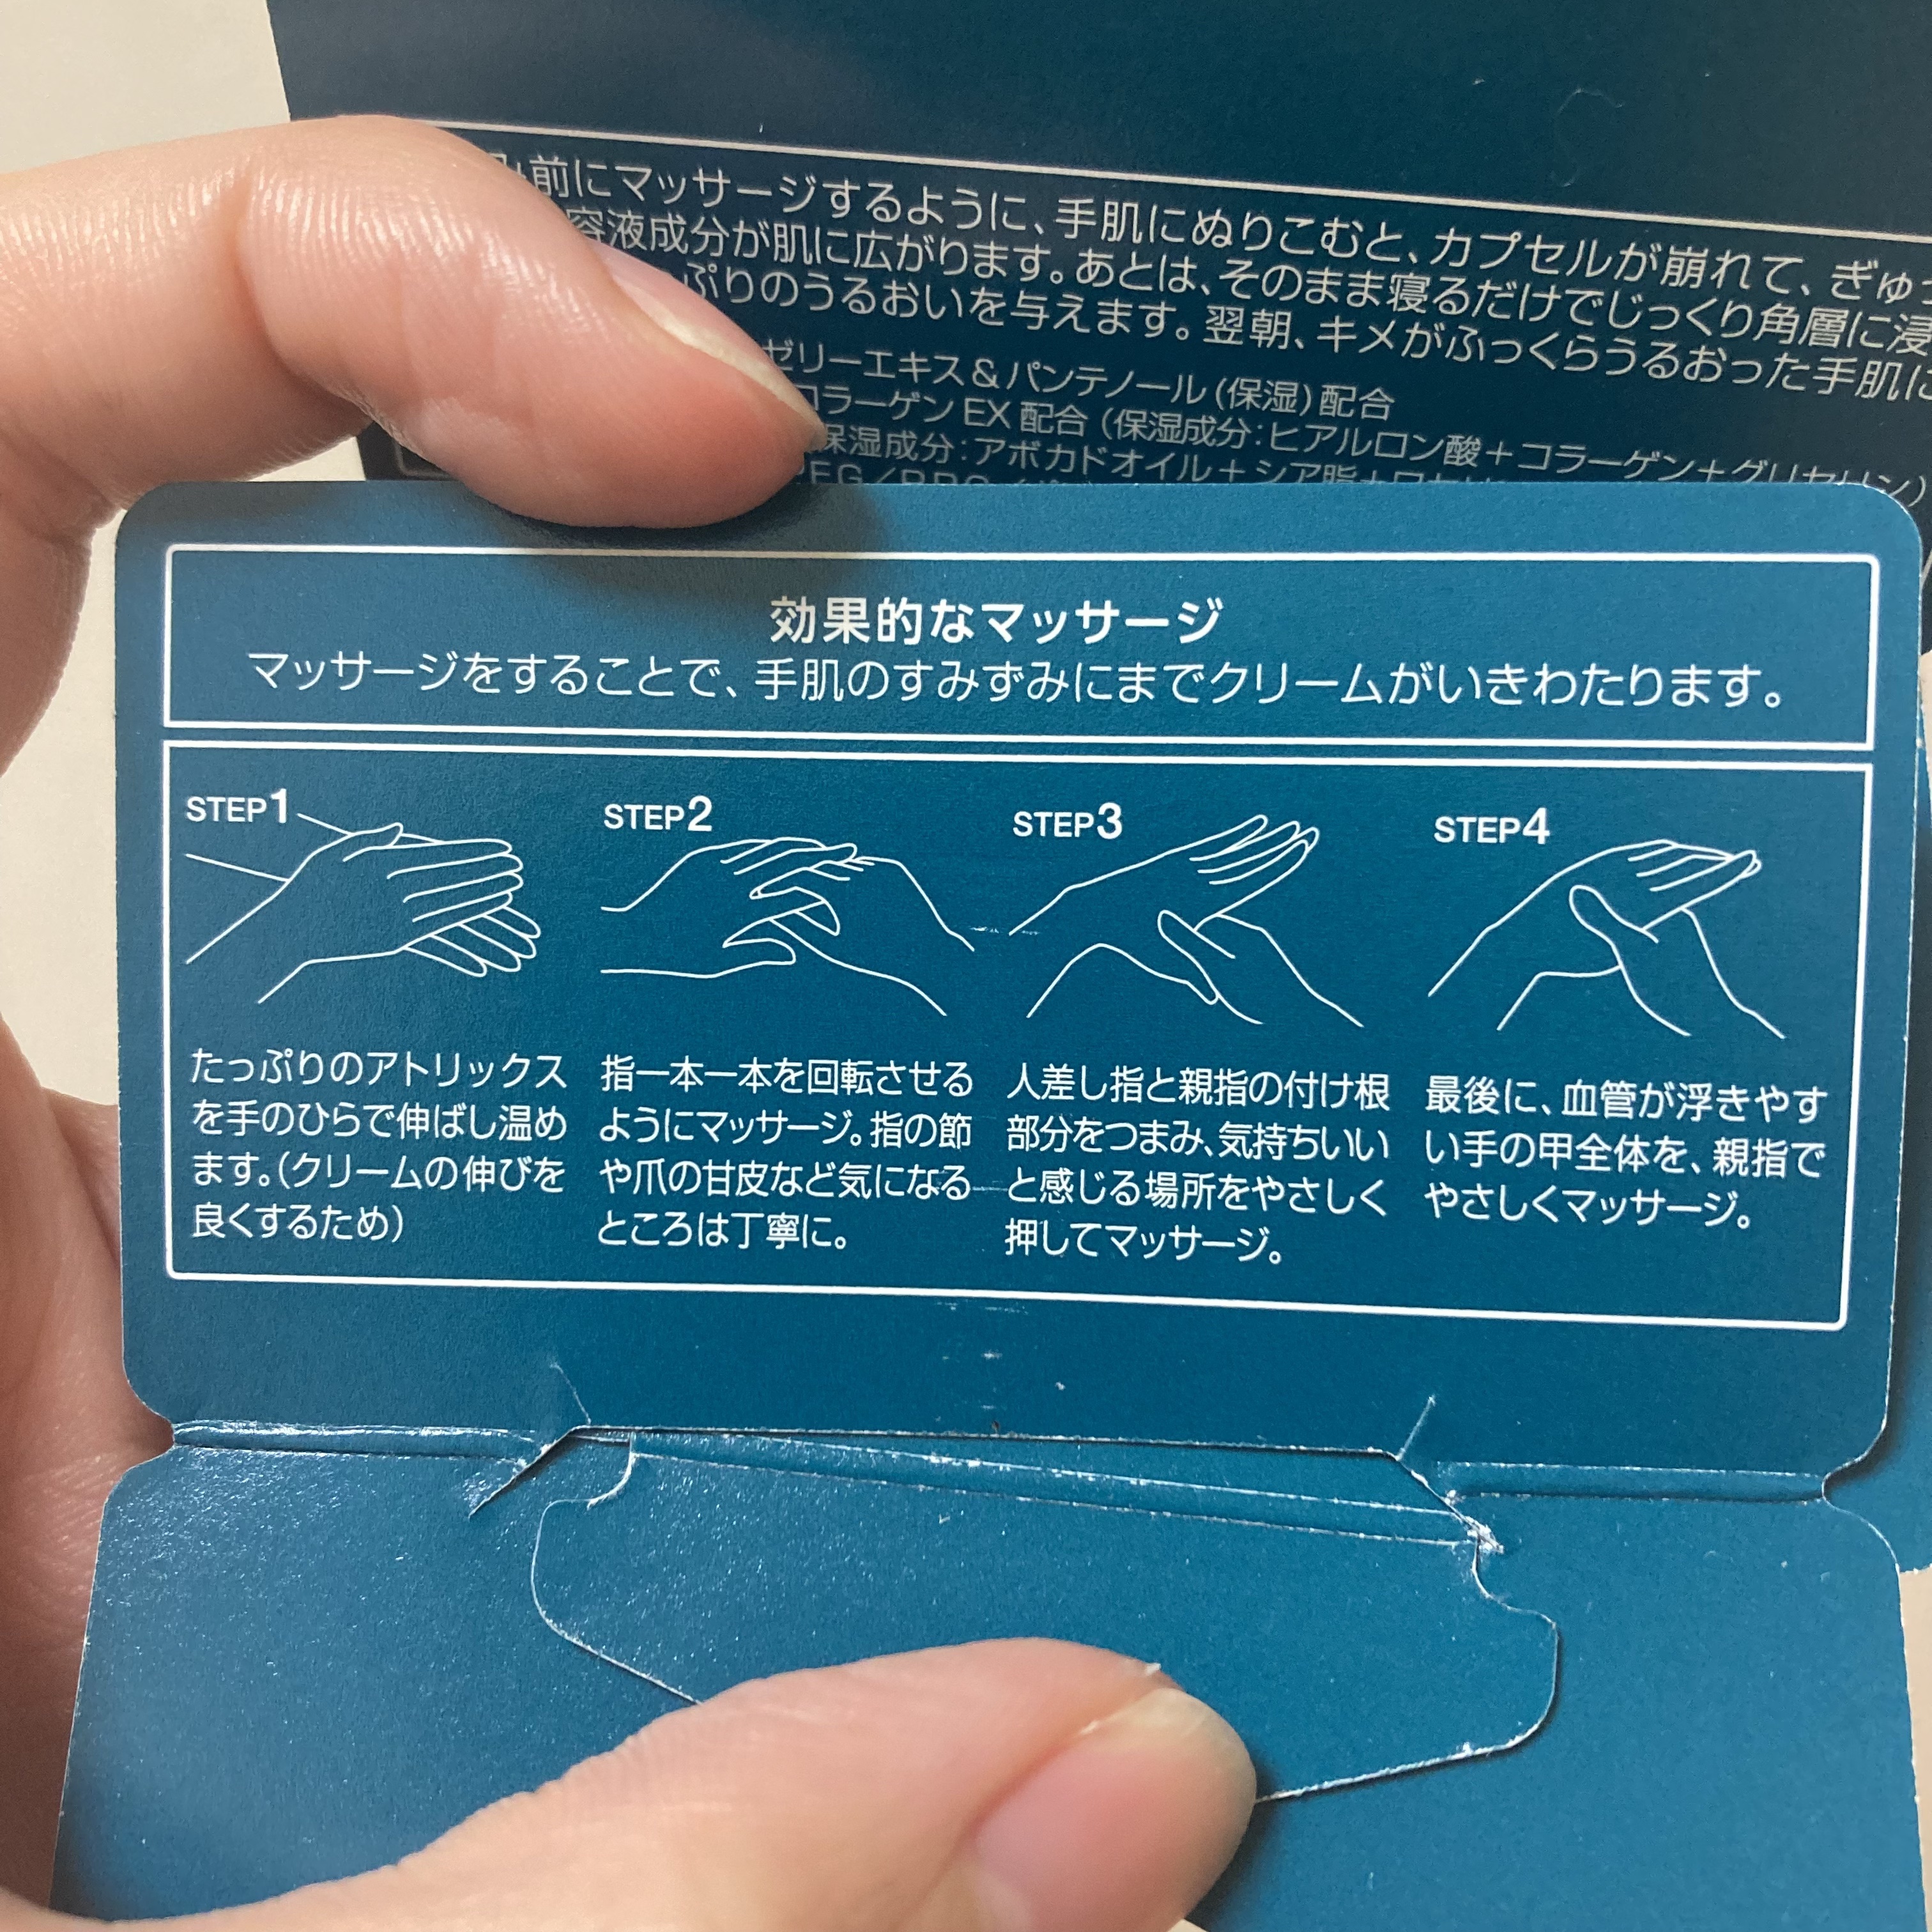 前にマッサージするように、手肌にぬりこむと、カプセルが崩れて、ぎゅっ
容液成分が肌に広がります。あとは、そのまま寝るだけでじっくり角層に浸
ぷりのうるおいを与えます。翌朝、キメがふっくらうるおった手肌に
ゼリーエキス&パンテノール(保湿)配合
コラーゲンEX配合(保湿成分:ヒアルロン酸+コラーゲン+グリセリン)
保湿成分:アボカドオイル+シア脂+
効果的なマッサージ
マッサージをすることで、手肌のすみずみにまでクリームがいきわたります。
STEP1
たっぷりのアトリックス
を手のひらで伸ばし温め
ます。(クリームの伸びを
良くするため)
STEP2
指一本一本を回転させる
ようにマッサージ。指の節
や爪の甘皮など気になる
ところは丁寧に。
STEP3
人差し指と親指の付け根
部分をつまみ、気持ちいい
と感じる場所をやさしく
押してマッサージ。
STEP4
最後に、血管が浮きやす
い手の甲全体を、親指で
やさしくマッサージ。